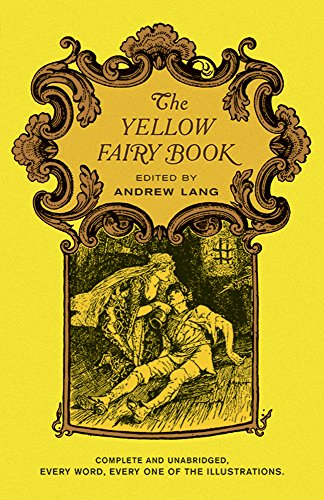 The
YELLOW
FAIRY BOOK
EDITED BY
ANDREW LANG
COMPLETE AND UNABRIDGED,
EVERY WORD, EVERY ONE OF THE ILLUSTRATIONS.